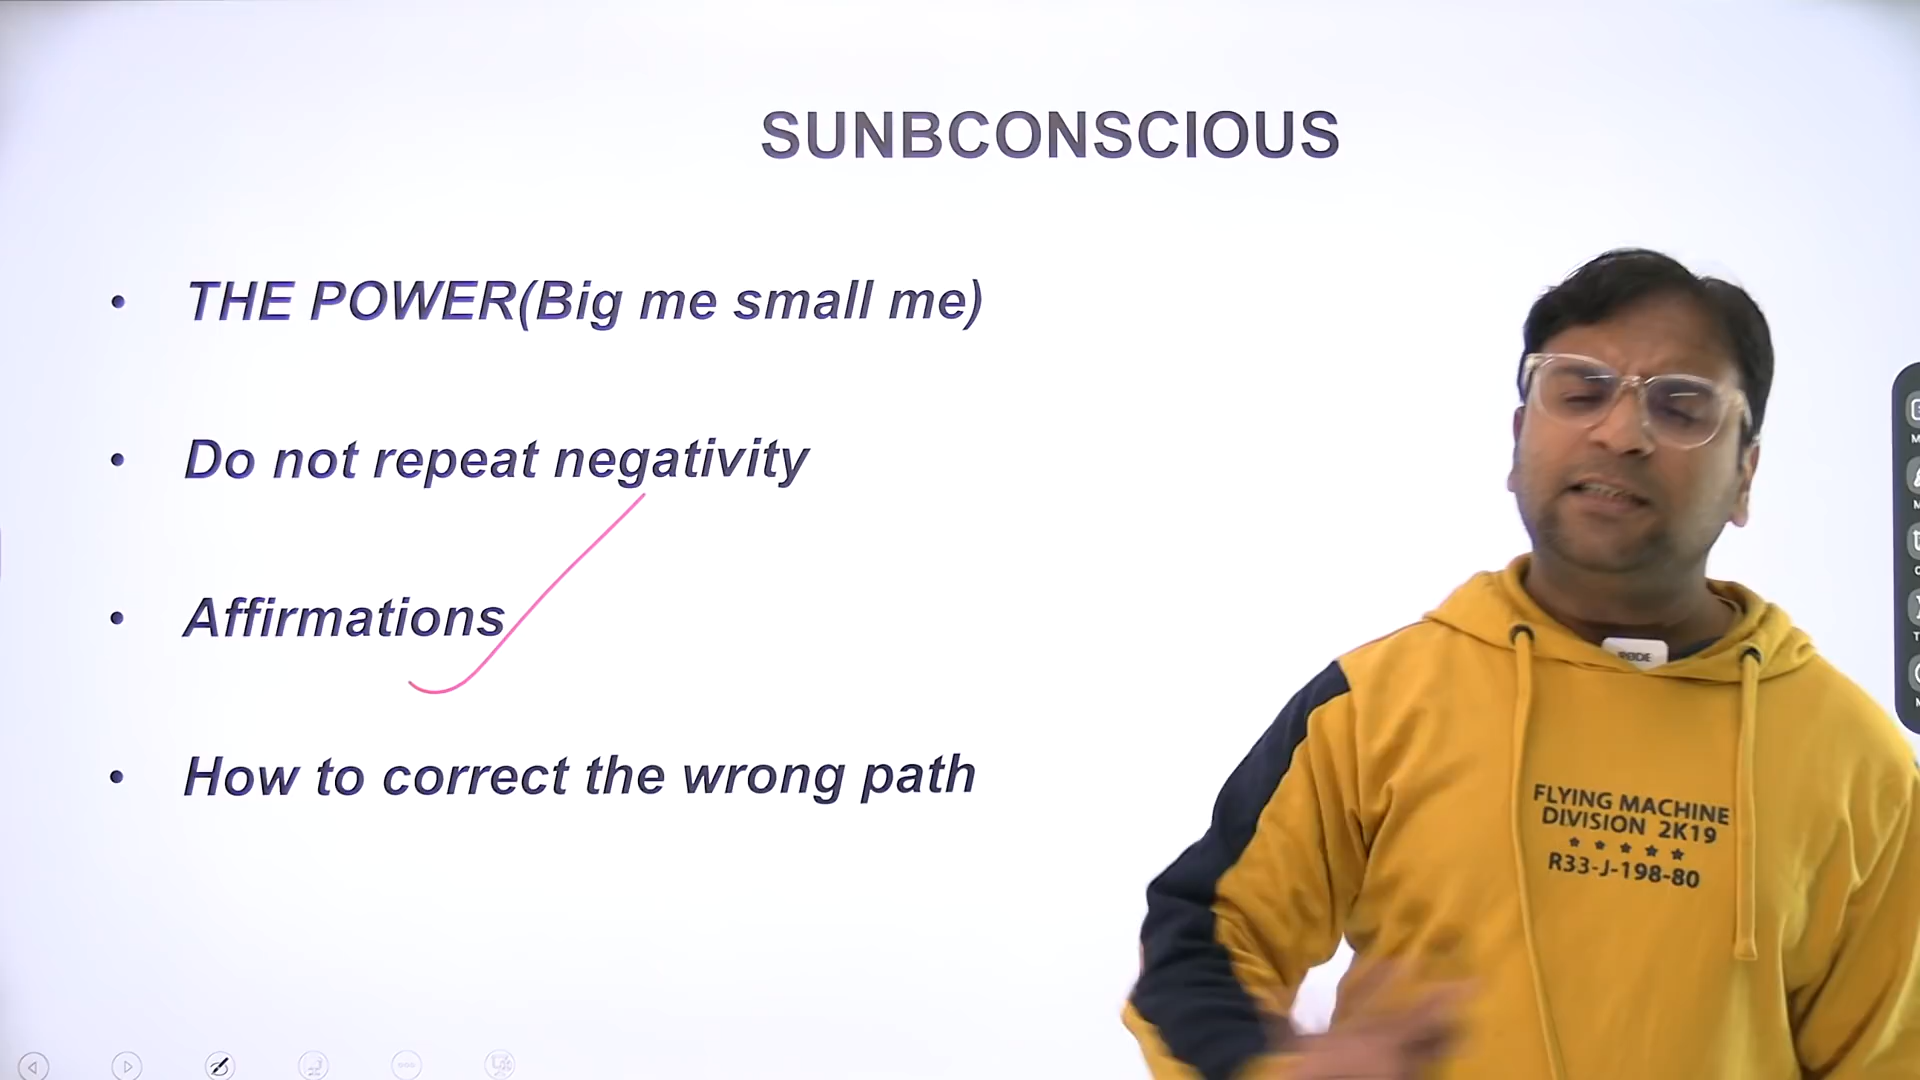 SUNBCONSCIOUS
• THE POWER(Big me small me)
• Do not repeat negativity
• Affirmations
• How to correct the wrong path
FLYING MACHINE
DIVISION 2K19
★ ★ ★ ★ ★
R33-J-198-80